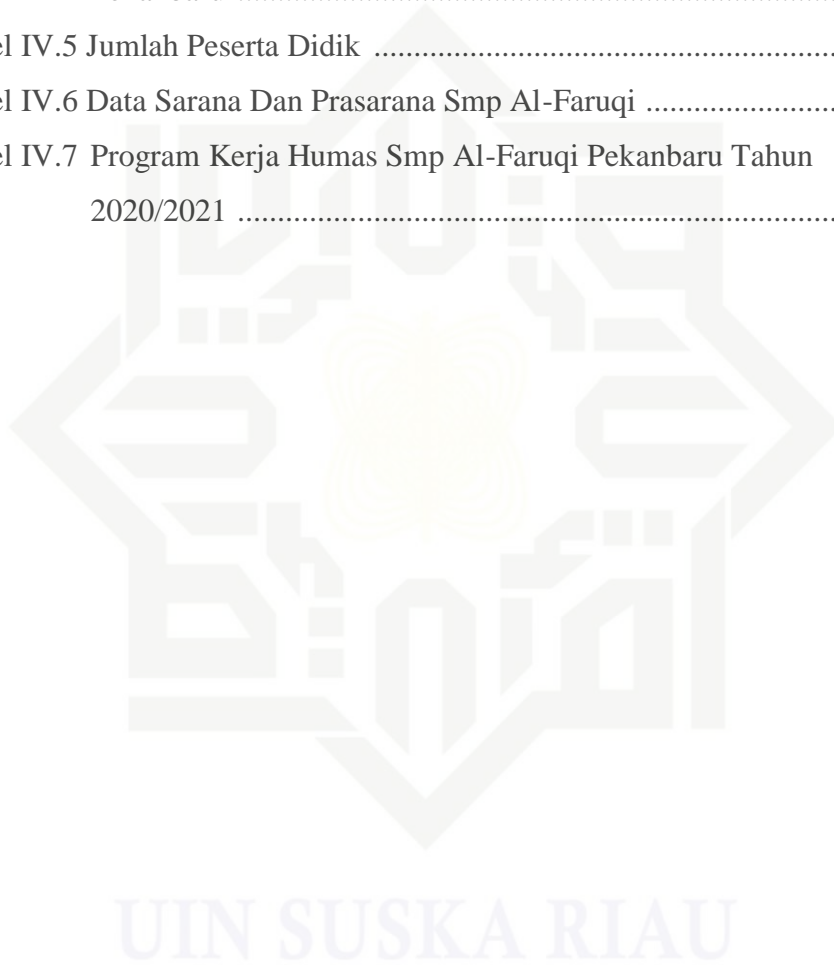 el IV.5 Jumlah Peserta Didik ........................................................................
el IV.6 Data Sarana Dan Prasarana Smp Al-Faruqi .............................
el IV.7 Program Kerja Humas Smp Al-Faruqi Pekanbaru Tahun
2020/2021 .............................................................................................
UIN SUSKA RIAU